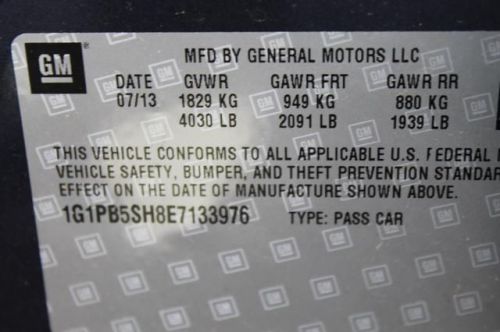 GM
MFD BY GENERAL MOTORS LLC
DATE GVWR GAWR FRT GAWR RR
07/13 1829 KG 949 KG 880 KG
4030 LB 2091 LB 1939 LB
THIS VEHICLE CONFORMS TO ALL APPLICABLE U.S. FEDERAL
VEHICLE SAFETY, BUMPER, AND THEFT PREVENTION STANDA
EFFECT ON THE DATE OF MANUFACTURE SHOWN ABOVE.
1G1PB5SH8E7133976 TYPE: PASS CAR